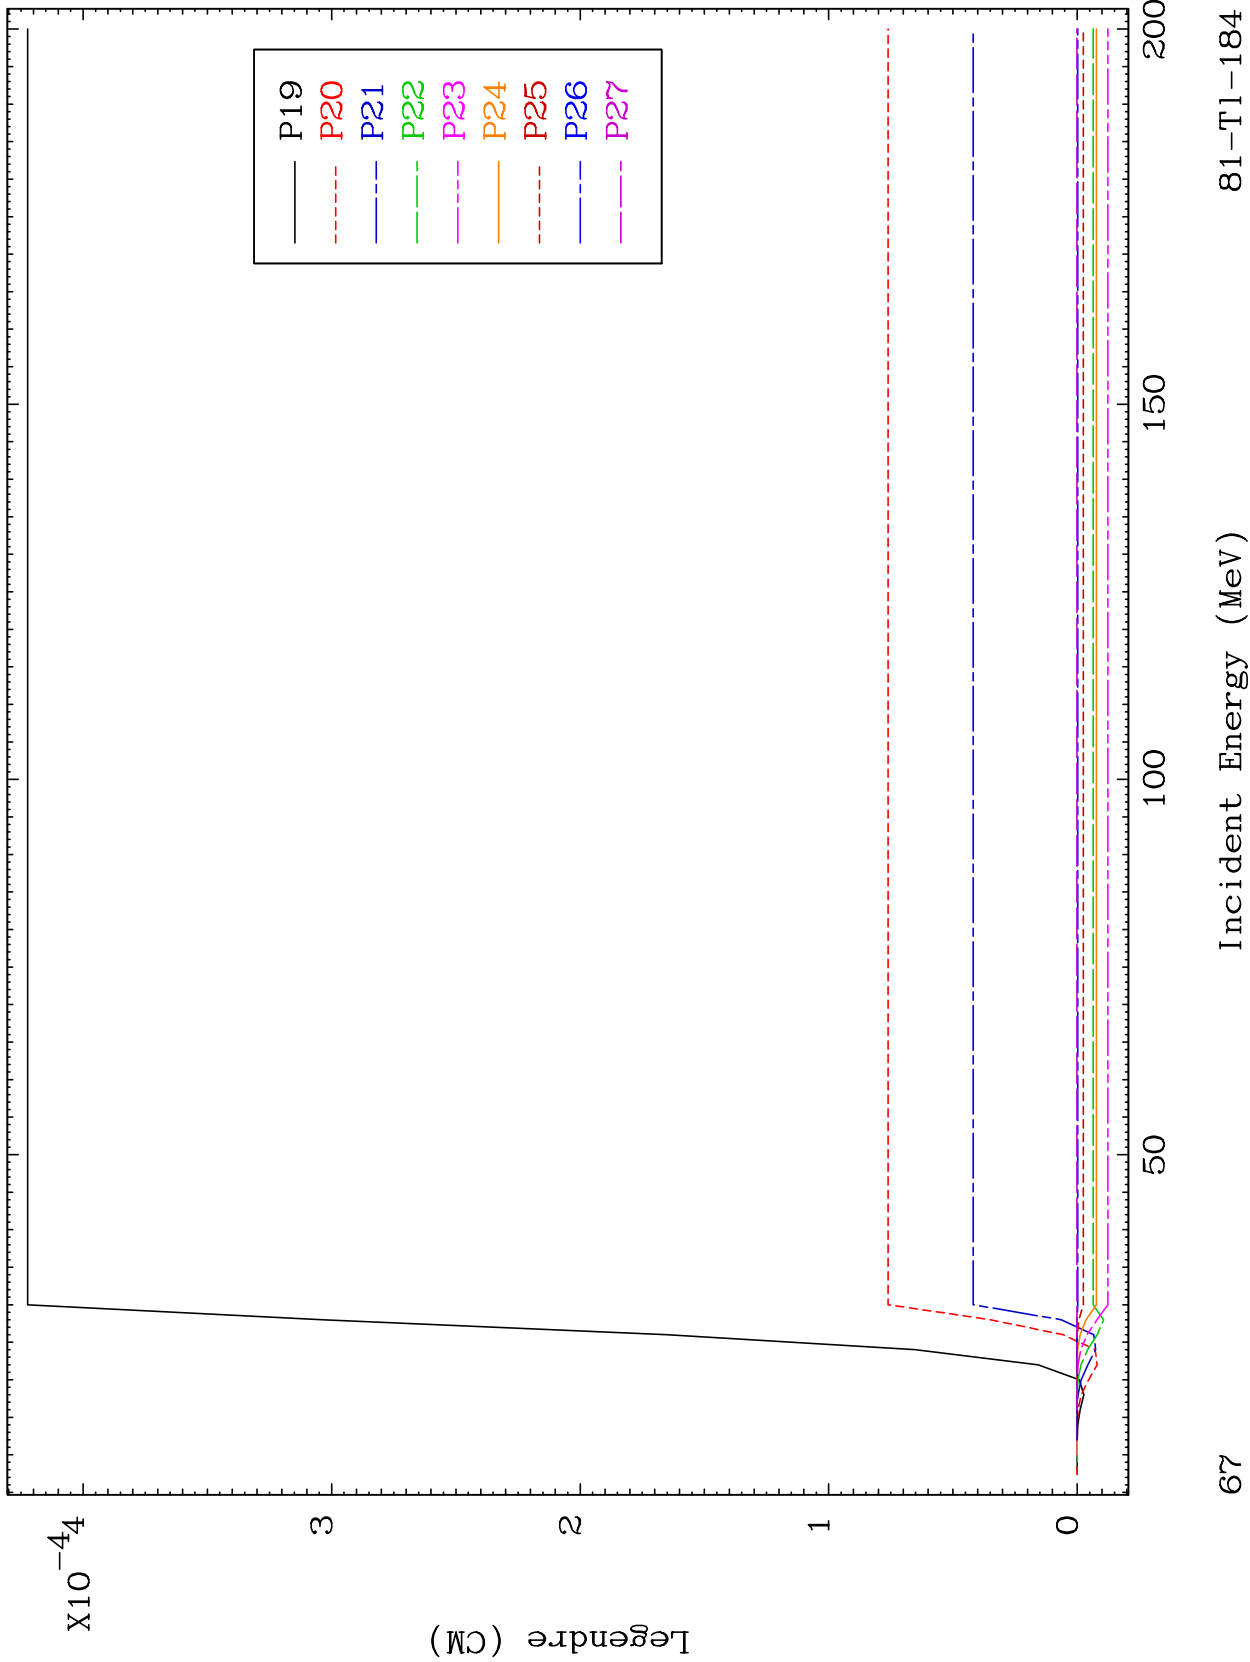 X10⁻⁴
4
3
2
1
0
Legendre (CM)
P19
P20
P21
P22
P23
P24
P25
P26
P27
50
100
150
200
67
Incident Energy (MeV)
81-Tl-184